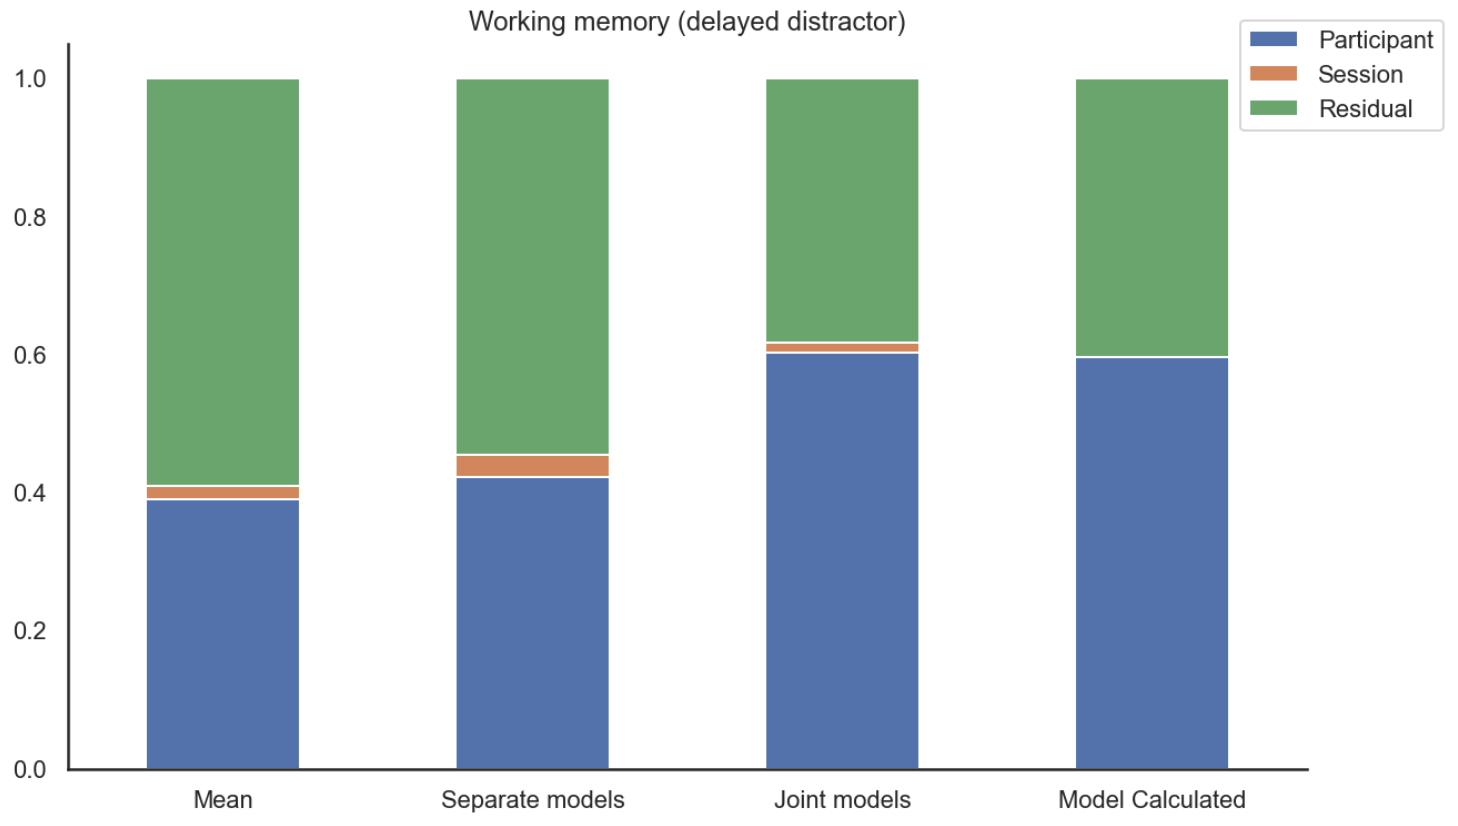 Working memory (delayed distractor)
Participant
Session
Residual
1.0
0.8
0.6
0.4
0.2
0.0
Mean
Separate models
Joint models
Model Calculated